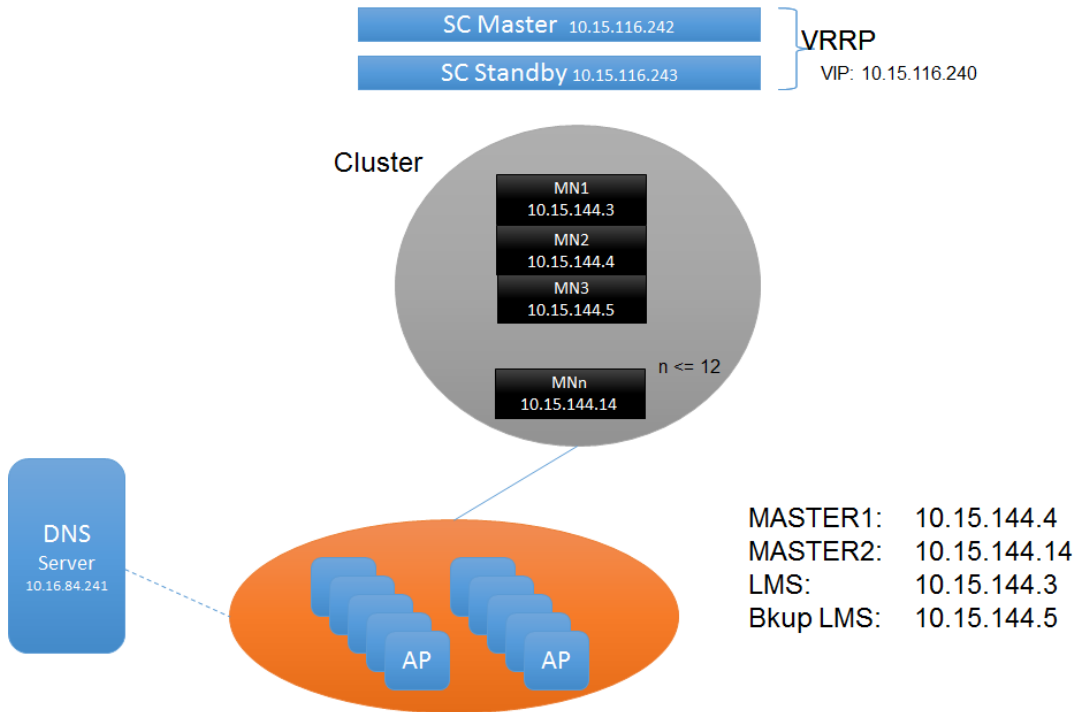 SC Master 10.15.116.242
SC Standby 10.15.116.243
VRRP
VIP: 10.15.116.240
Cluster
MN1
10.15.144.3
MN2
10.15.144.4
MN3
10.15.144.5
n <= 12
MNn
10.15.144.14
DNS
Server
10.16.84.241
AP
AP
MASTER1: 10.15.144.4
MASTER2: 10.15.144.14
LMS: 10.15.144.3
Bkup LMS: 10.15.144.5